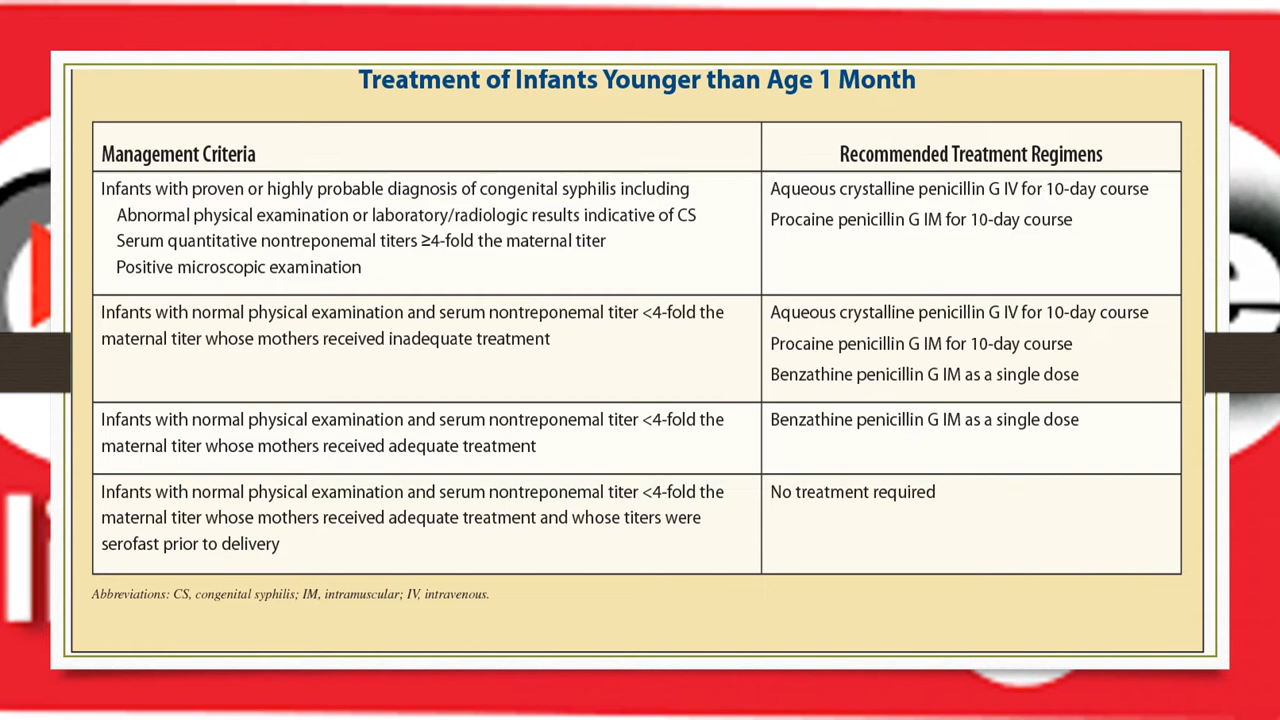 Treatment of Infants Younger than Age 1 Month
Management Criteria
Recommended Treatment Regimens
Infants with proven or highly probable diagnosis of congenital syphilis including
Abnormal physical examination or laboratory/radiologic results indicative of CS
Serum quantitative nontreponemal titers ≥4-fold the maternal titer
Positive microscopic examination
Aqueous crystalline penicillin G IV for 10-day course
Procaine penicillin G IM for 10-day course
Infants with normal physical examination and serum nontreponemal titer <4-fold the
maternal titer whose mothers received inadequate treatment
Aqueous crystalline penicillin G IV for 10-day course
Procaine penicillin G IM for 10-day course
Benzathine penicillin G IM as a single dose
Infants with normal physical examination and serum nontreponemal titer <4-fold the
maternal titer whose mothers received adequate treatment
Benzathine penicillin G IM as a single dose
Infants with normal physical examination and serum nontreponemal titer <4-fold the
maternal titer whose mothers received adequate treatment and whose titers were
serofast prior to delivery
No treatment required
Abbreviations: CS, congenital syphilis; IM, intramuscular; IV, intravenous.